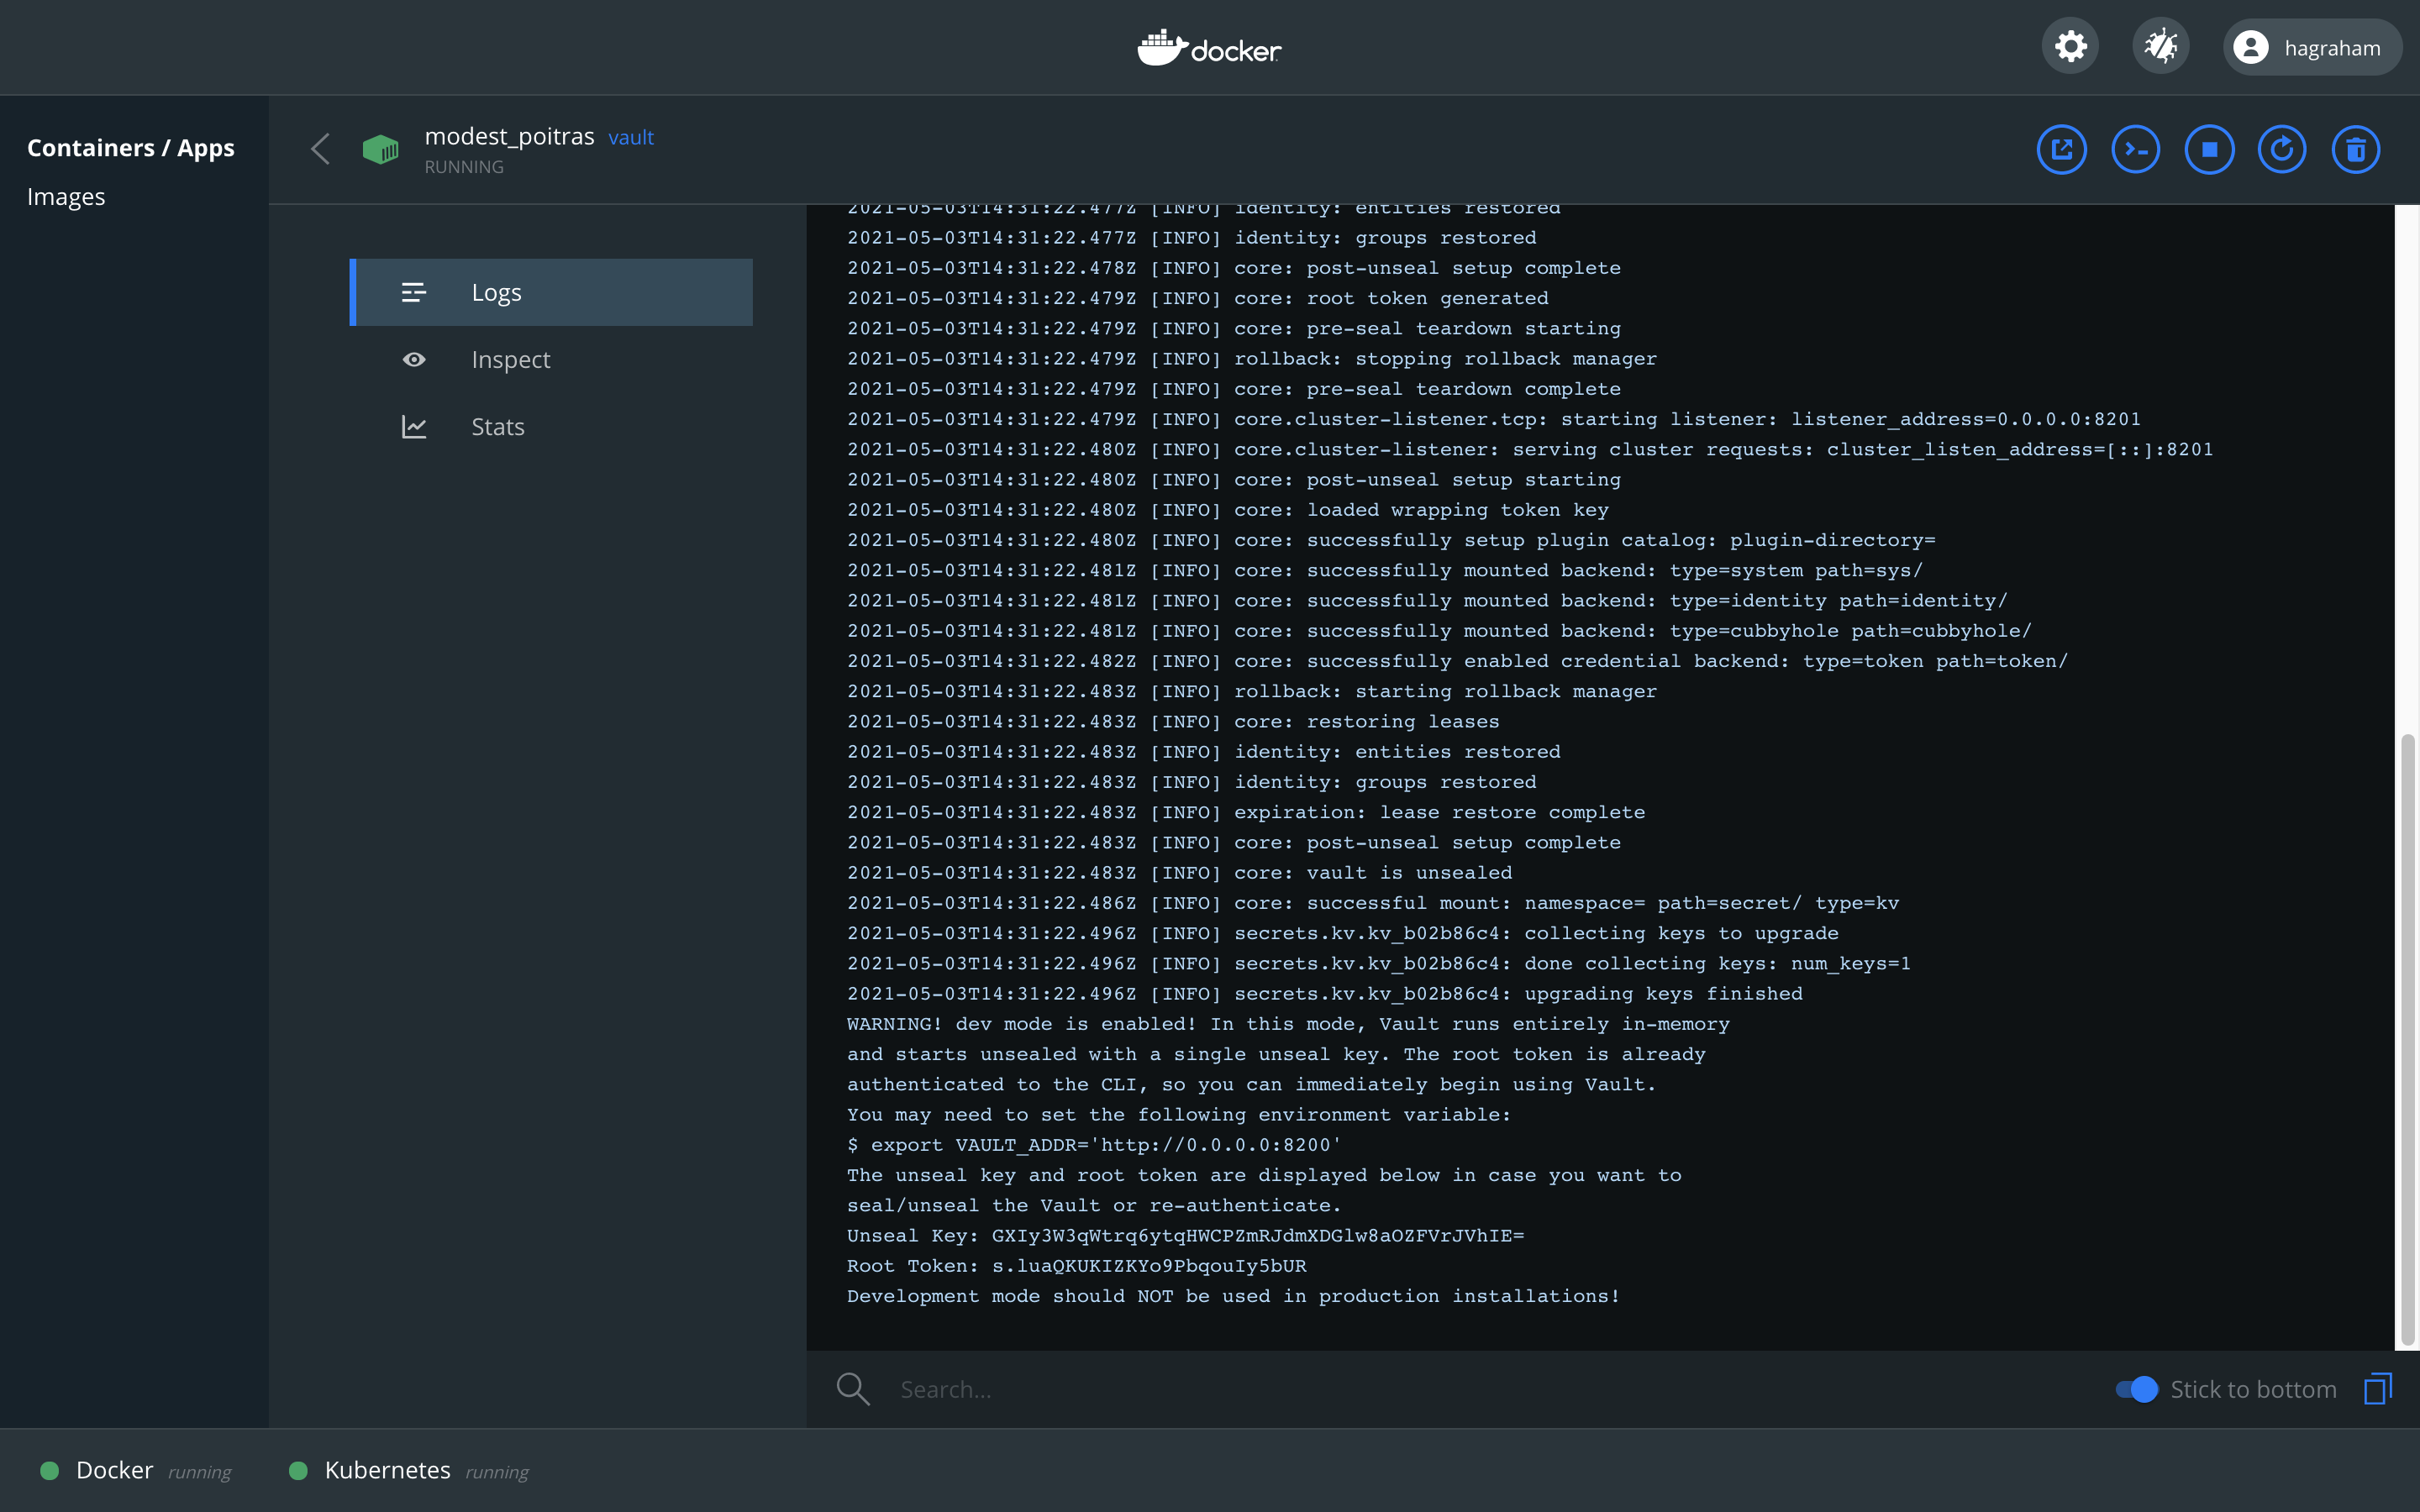 docker
hagraham
Containers / Apps
Images
modest_poitras vault
RUNNING
Logs
Inspect
Stats
2021-05-03T14:31:22.477Z [INFO] identity: entities restored
2021-05-03T14:31:22.477Z [INFO] identity: groups restored
2021-05-03T14:31:22.478Z [INFO] core: post-unseal setup complete
2021-05-03T14:31:22.479Z [INFO] core: root token generated
2021-05-03T14:31:22.479Z [INFO] core: pre-seal teardown starting
2021-05-03T14:31:22.479Z [INFO] rollback: stopping rollback manager
2021-05-03T14:31:22.479Z [INFO] core: pre-seal teardown complete
2021-05-03T14:31:22.479Z [INFO] core.cluster-listener.tcp: starting listener: listener_address=0.0.0.0:8201
2021-05-03T14:31:22.480Z [INFO] core.cluster-listener: serving cluster requests: cluster_listen_address=[::]:8201
2021-05-03T14:31:22.480Z [INFO] core: post-unseal setup starting
2021-05-03T14:31:22.480Z [INFO] core: loaded wrapping token key
2021-05-03T14:31:22.480Z [INFO] core: successfully setup plugin catalog: plugin-directory=
2021-05-03T14:31:22.481Z [INFO] core: successfully mounted backend: type=system path=sys/
2021-05-03T14:31:22.481Z [INFO] core: successfully mounted backend: type=identity path=identity/
2021-05-03T14:31:22.481Z [INFO] core: successfully mounted backend: type=cubbyhole path=cubbyhole/
2021-05-03T14:31:22.482Z [INFO] core: successfully enabled credential backend: type=token path=token/
2021-05-03T14:31:22.483Z [INFO] rollback: starting rollback manager
2021-05-03T14:31:22.483Z [INFO] core: restoring leases
2021-05-03T14:31:22.483Z [INFO] identity: entities restored
2021-05-03T14:31:22.483Z [INFO] identity: groups restored
2021-05-03T14:31:22.483Z [INFO] expiration: lease restore complete
2021-05-03T14:31:22.483Z [INFO] core: post-unseal setup complete
2021-05-03T14:31:22.483Z [INFO] core: vault is unsealed
2021-05-03T14:31:22.486Z [INFO] core: successful mount: namespace= path=secret/ type=kv
2021-05-03T14:31:22.496Z [INFO] secrets.kv.kv_b02b86c4: collecting keys to upgrade
2021-05-03T14:31:22.496Z [INFO] secrets.kv.kv_b02b86c4: done collecting keys: num_keys=1
2021-05-03T14:31:22.496Z [INFO] secrets.kv.kv_b02b86c4: upgrading keys finished
WARNING! dev mode is enabled! In this mode, Vault runs entirely in-memory
and starts unsealed with a single unseal key. The root token is already
authenticated to the CLI, so you can immediately begin using Vault.
You may need to set the following environment variable:
$ export VAULT_ADDR='http://0.0.0.0:8200'
The unseal key and root token are displayed below in case you want to
seal/unseal the Vault or re-authenticate.
Unseal Key: GXIy3W3qWtrq6ytqHWCPZmRJdmXDGlw8aOZFVrJVhIE=
Root Token: s.luaQKUKIZKYo9PbqouIy5bUR
Development mode should NOT be used in production installations!
Search...
Stick to bottom
Docker running
Kubernetes running